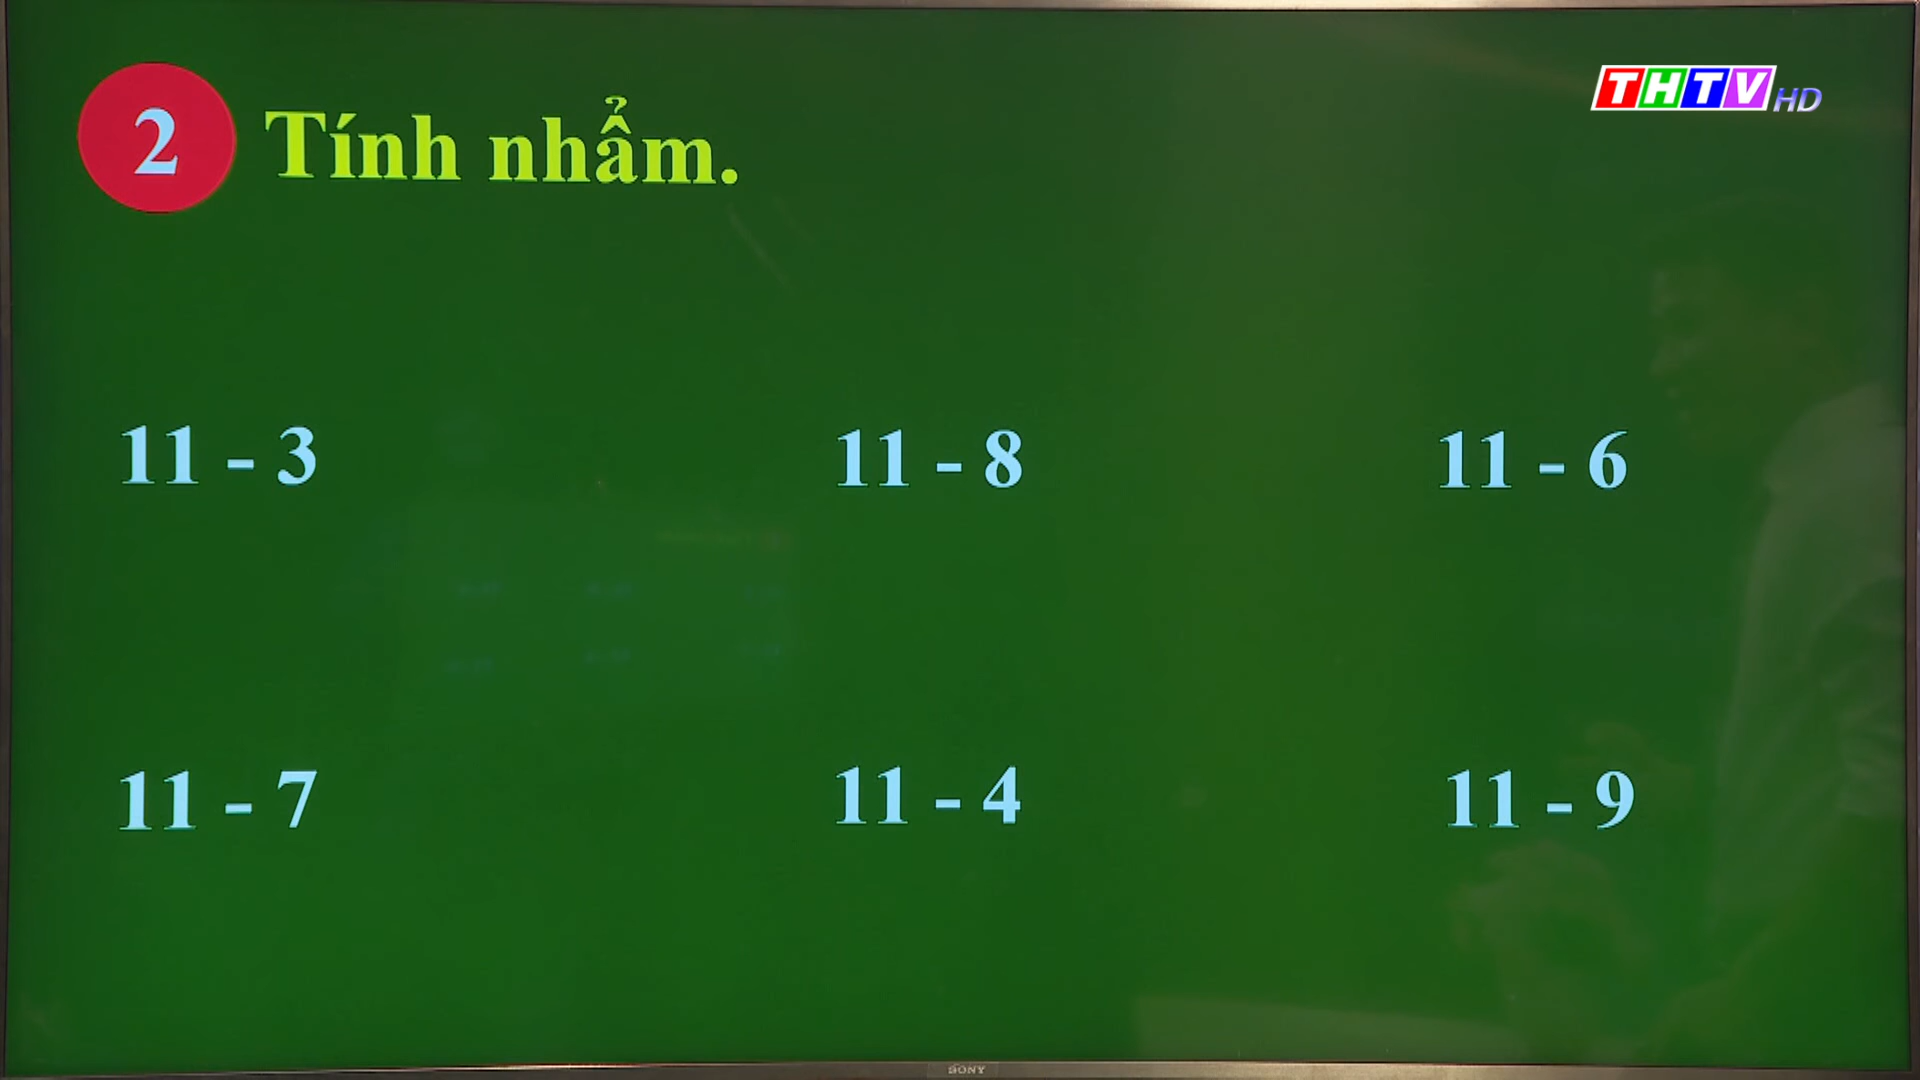 2 Tính nhẩm.
THTV HD
11 - 3 11 - 8 11 - 6
11 - 7 11 - 4 11 - 9
SONY